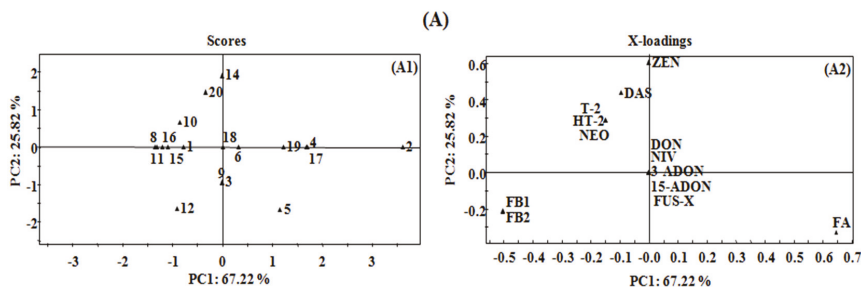 (A)
Scores
(A1)
PC2: 25.82 %
2
1
0
-1
-2
14
20
10
8 16
18
4
1
19
2
11 15
6
17
9
3
12
5
-3 -2 -1 0 1 2 3
PC1: 67.22 %
X-loadings
(A2)
PC2: 25.82 %
0.6
0.4
0.2
0.0
-0.2
ZEN
DAS
T-2
HT-2
NEO
DON
NIV
3-ADON
15-ADON
FUS-X
FB1
FB2
FA
-0.5 -0.4 -0.3 -0.2 -0.1 0.0 0.1 0.2 0.3 0.4 0.5 0.6 0.7
PC1: 67.22 %